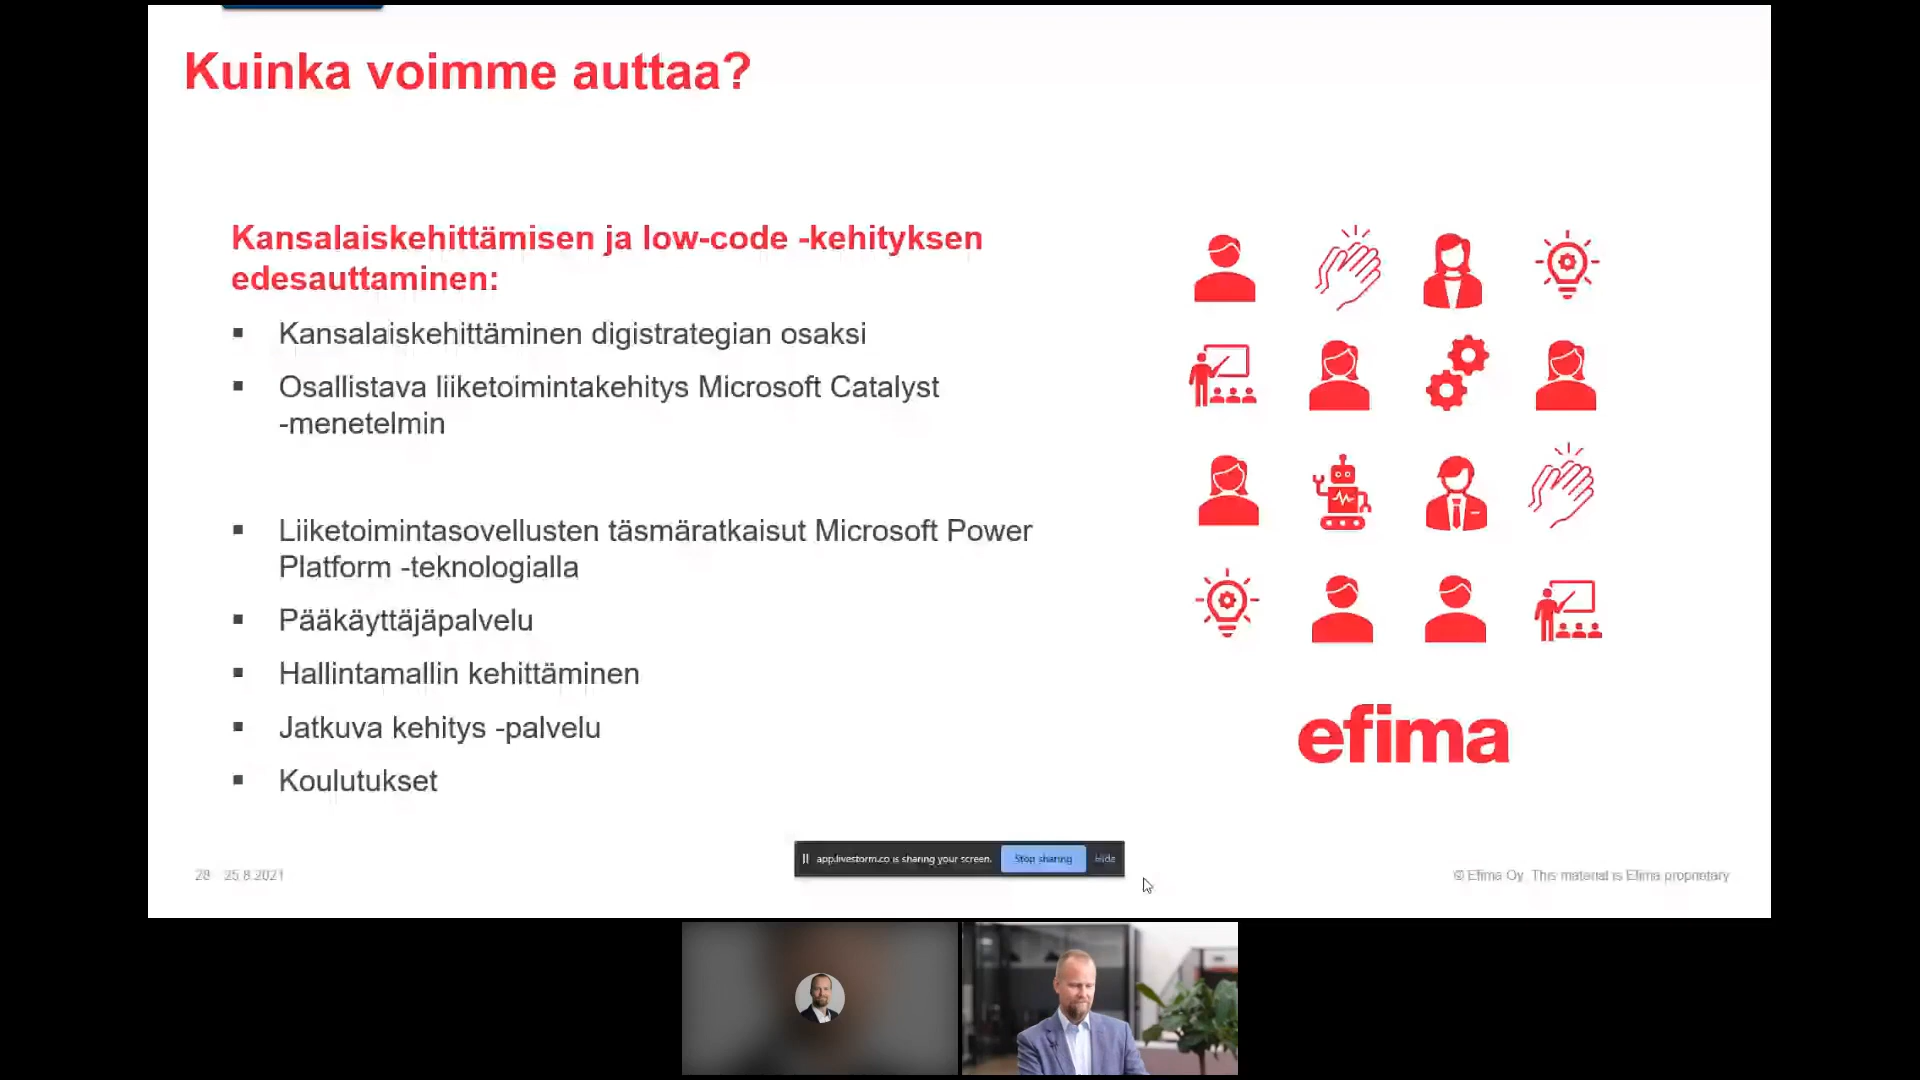 Kuinka voimme auttaa?
Kansalaiskehittämisen ja low-code -kehityksen
edesauttaminen:
Kansalaiskehittäminen digistrategian osaksi
Osallistava liiketoimintakehitys Microsoft Catalyst
-menetelmin
Liiketoimintasovellusten täsmäratkaisut Microsoft Power
Platform -teknologialla
Pääkäyttäjäpalvelu
Hallintamallin kehittäminen
Jatkuva kehitys -palvelu
Koulutukset
efima
app.livestorm.co is sharing your screen.
Stop sharing
Hide
28 25.8.2021
© Efima Oy. This material is Efima proprietary